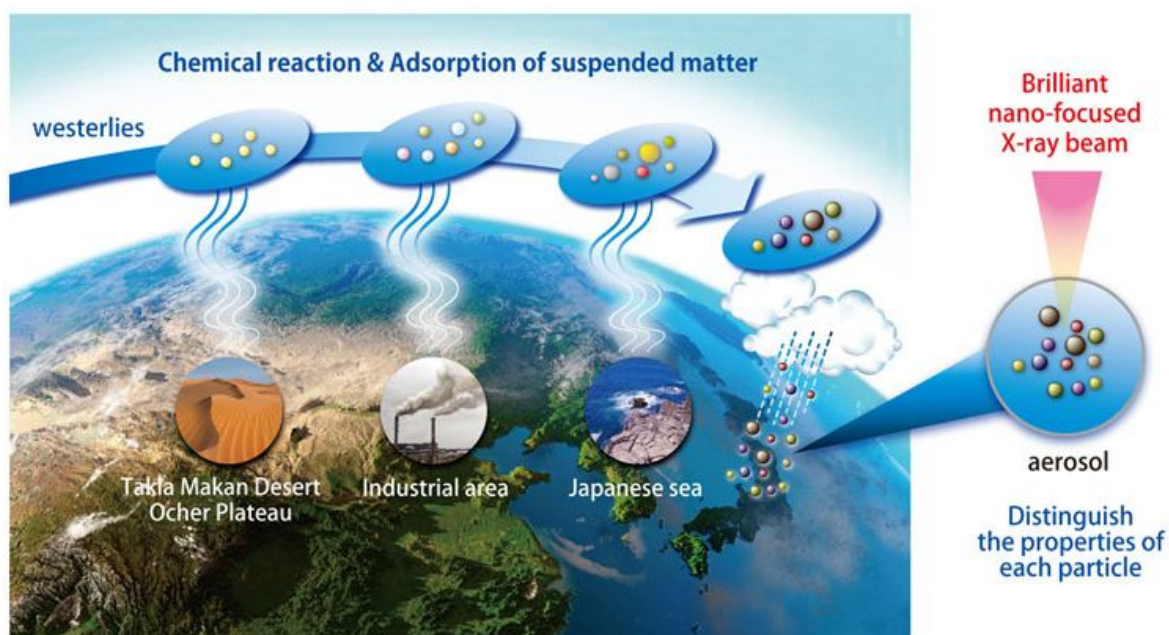 Chemical reaction & Adsorption of suspended matter
westerlies
Brilliant
nano-focused
X-ray beam
Takla Makan Desert
Ocher Plateau
Industrial area
Japanese sea
aerosol
Distinguish
the properties of
each particle